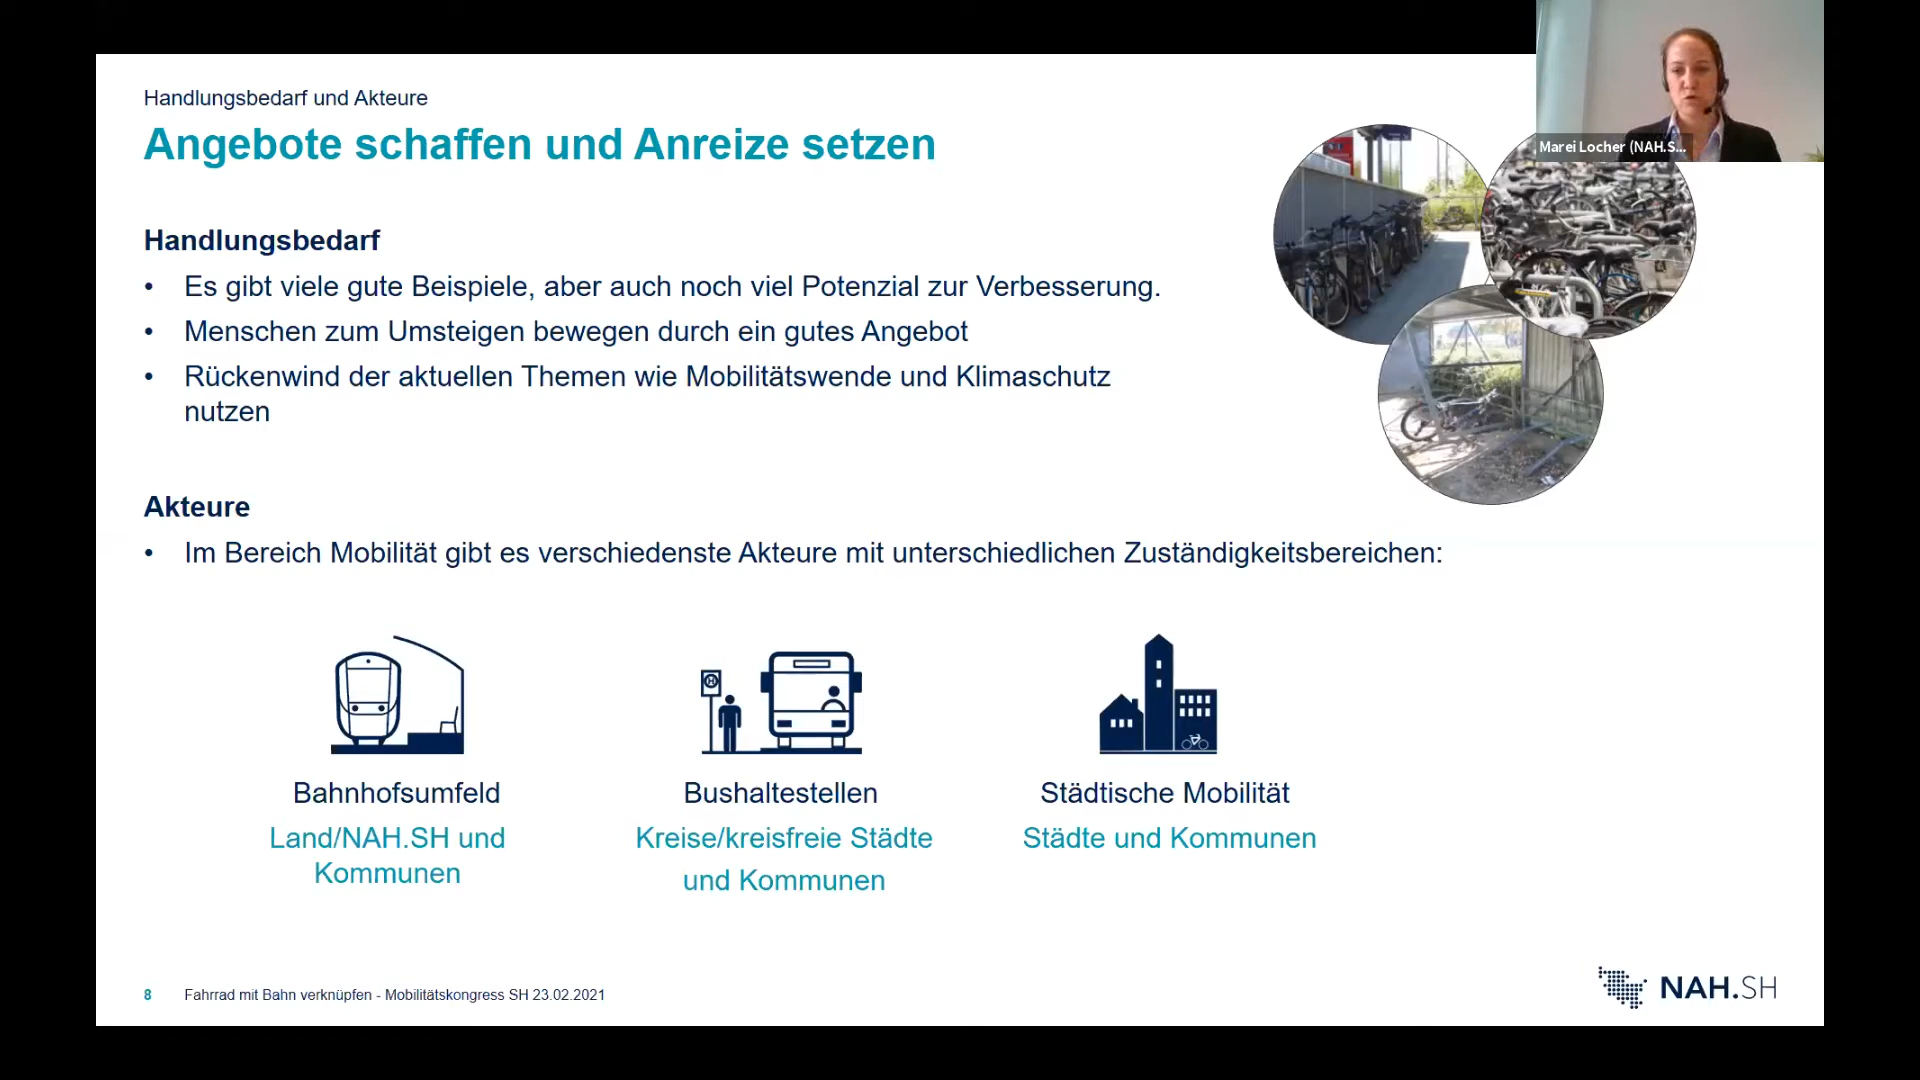 Handlungsbedarf und Akteure
Angebote schaffen und Anreize setzen
Marei Locher (NAH.S...
Handlungsbedarf
• Es gibt viele gute Beispiele, aber auch noch viel Potenzial zur Verbesserung.
• Menschen zum Umsteigen bewegen durch ein gutes Angebot
• Rückenwind der aktuellen Themen wie Mobilitätswende und Klimaschutz
nutzen
Akteure
• Im Bereich Mobilität gibt es verschiedenste Akteure mit unterschiedlichen Zuständigkeitsbereichen:
H
Bahnhofsumfeld
Land/NAH.SH und
Kommunen
Bushaltestellen
Kreise/kreisfreie Städte
und Kommunen
Städtische Mobilität
Städte und Kommunen
8 Fahrrad mit Bahn verknüpfen - Mobilitätskongress SH 23.02.2021
NAH.SH